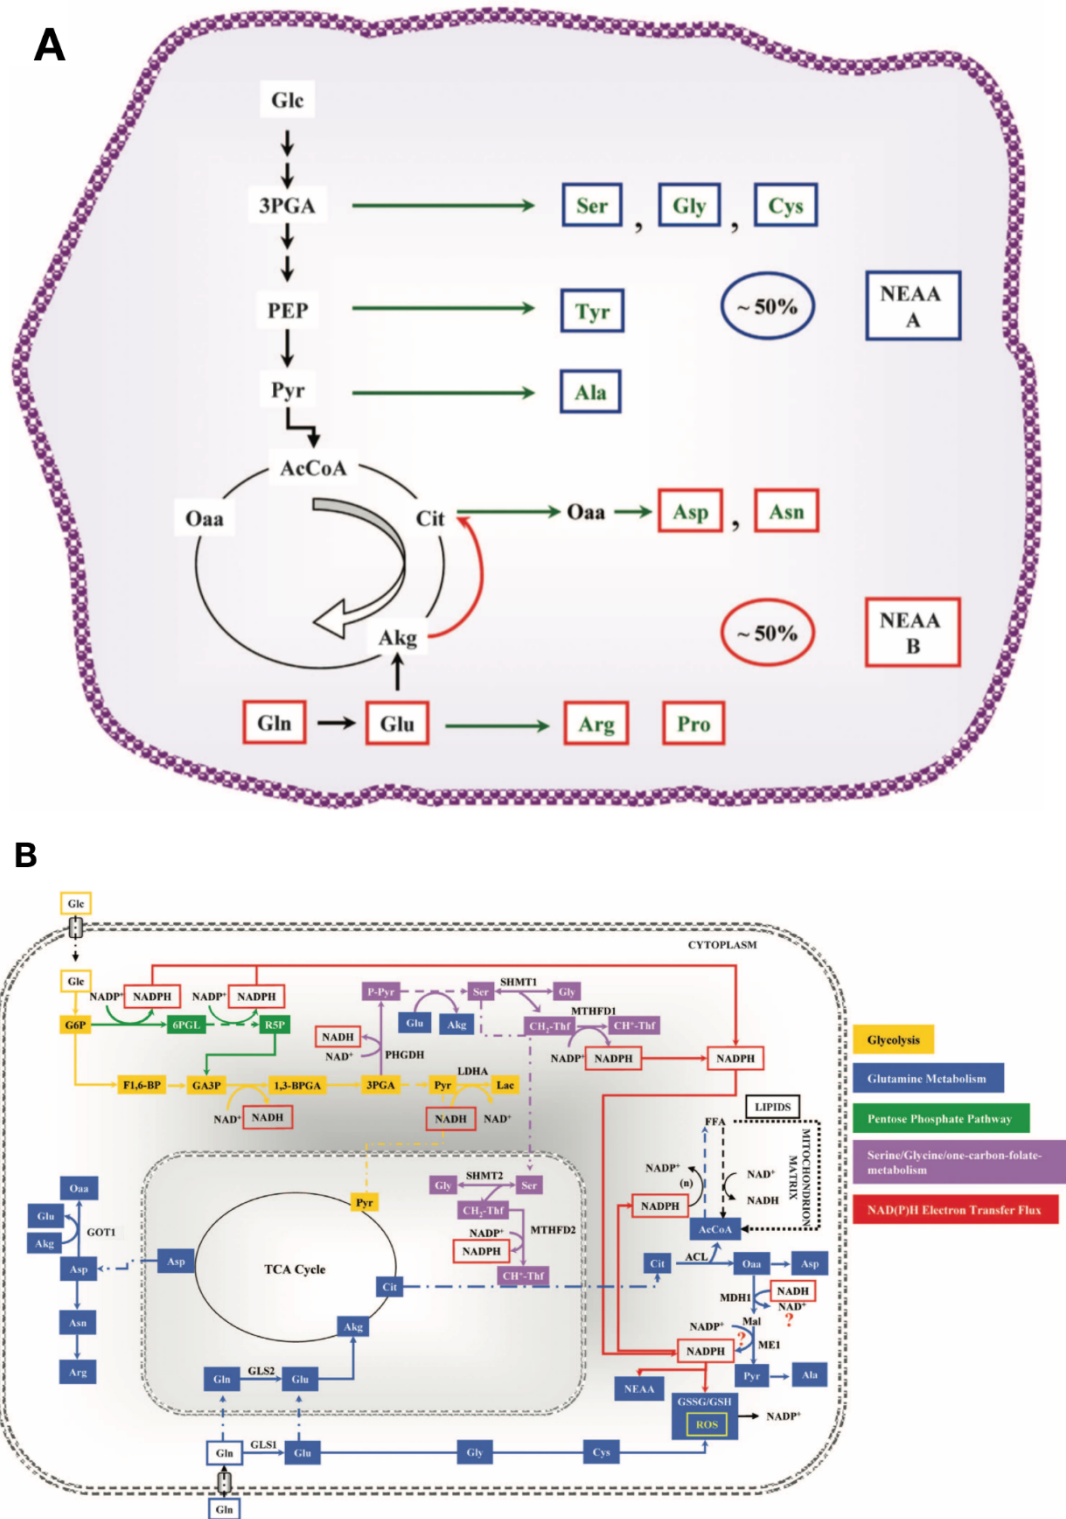 A
Glc
3PGA
Ser , Gly , Cys
PEP
Tyr
~ 50%
NEAA
A
Pyr
Ala
AcCoA
Oaa
Cit
Oaa
Asp , Asn
Akg
~ 50%
NEAA
B
Gln
Glu
Arg
Pro
B
Glc
CYTOPLASM
Glc
NADP⁺
NADPH
NADP⁺
NADPH
P-Pyr
Ser
SHMT1
Gly
G6P
6PGL
R5P
Glu
Akg
MTHFD1
CH₂-Thf
CH⁺-Thf
NADH
NAD⁺
PHGDH
NADP⁺
NADPH
NADPH
F1,6-BP
GA3P
1,3-BPGA
3PGA
Pyr
LDHA
Lac
NAD⁺
NADH
NADH
NAD⁺
LIPIDS
FFA
MITOCHONDRION
MATRIX
NADP⁺
(n)
NAD⁺
NADH
NADPH
AcCoA
Gly
SHMT2
Ser
CH₂-Thf
NADP⁺
MTHFD2
NADPH
CH⁺-Thf
Pyr
TCA Cycle
Cit
Akg
Asp
Oaa
Glu
Akg
GOT1
Asp
Asn
Arg
Cit
ACL
Oaa
Asp
MDH1
NADH
NAD⁺
?
Mal
NADP⁺
?
ME1
NADPH
Pyr
Ala
NEAA
GSSG/GSH
ROS
NADP⁺
Gln
GLS2
Glu
Gln
GLS1
Glu
Gly
Cys
Gln
Glycolysis
Glutamine Metabolism
Pentose Phosphate Pathway
Serine/Glycine/one-carbon-folate-
metabolism
NAD(P)H Electron Transfer Flux